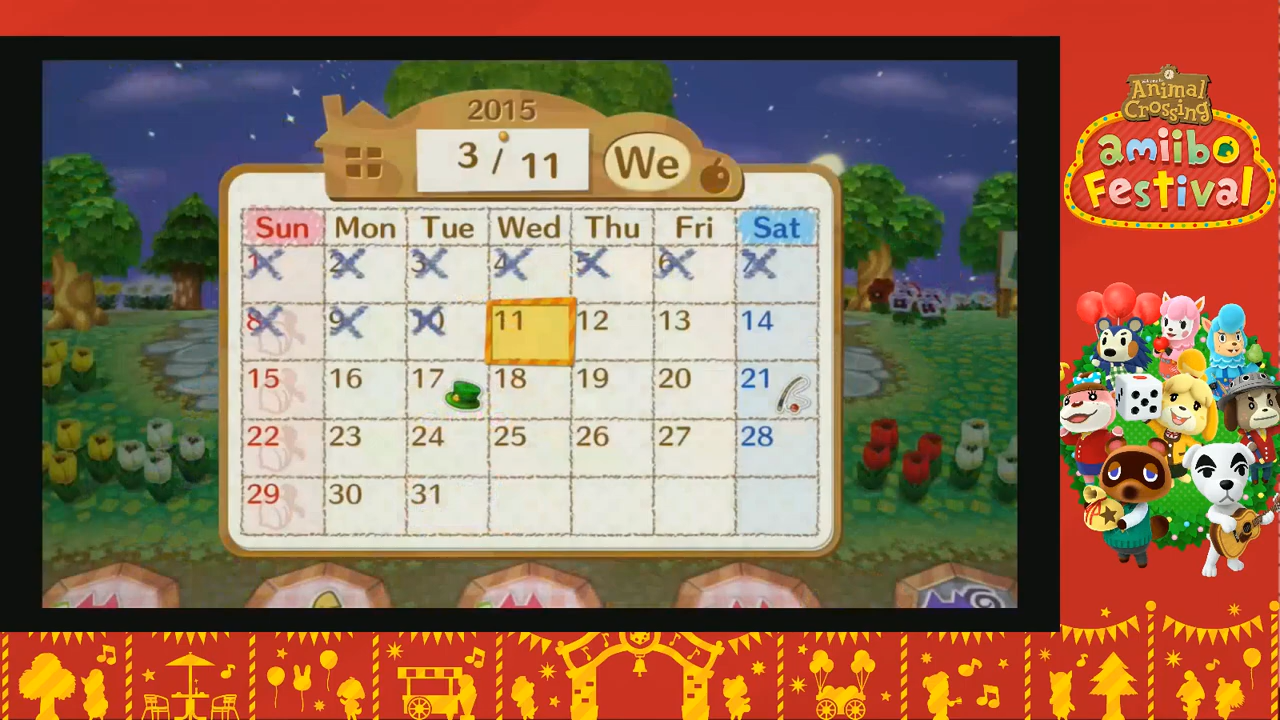 2015
3 / 11 We
Sun Mon Tue Wed Thu Fri Sat
1 2 3 4 5 6 7
8 9 10 11 12 13 14
15 16 17 18 19 20 21
22 23 24 25 26 27 28
29 30 31
Animal
Crossing
amiibo
Festival